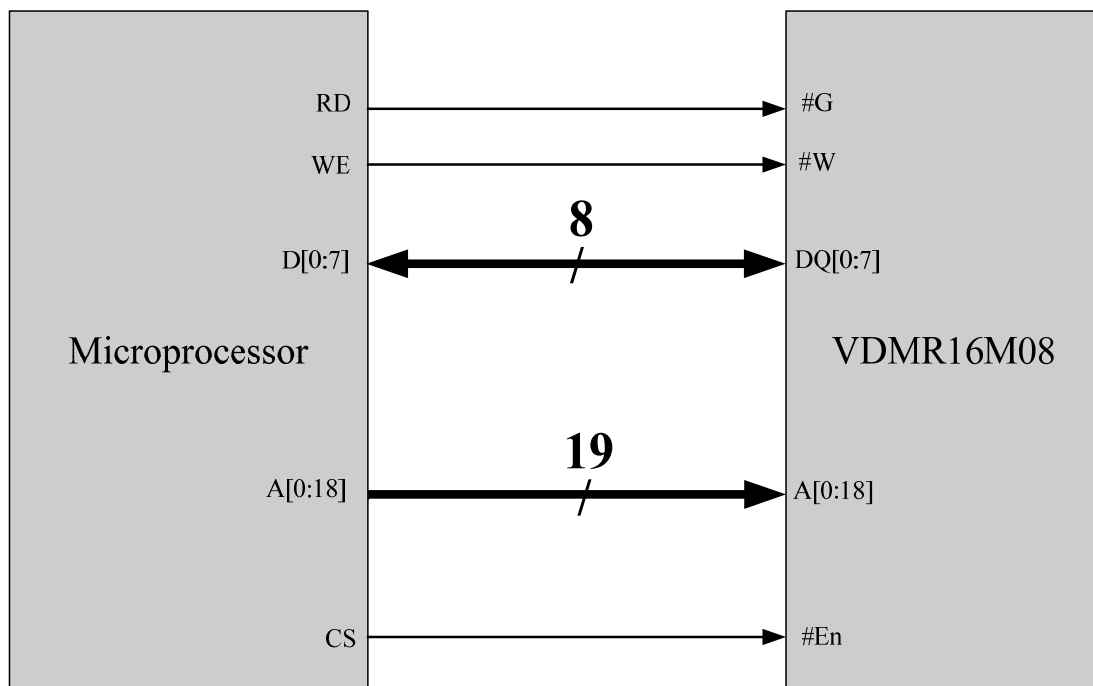 RD #G
WE #W
8
D[0:7] DQ[0:7]
Microprocessor VDMR16M08
19
A[0:18] A[0:18]
CS #En